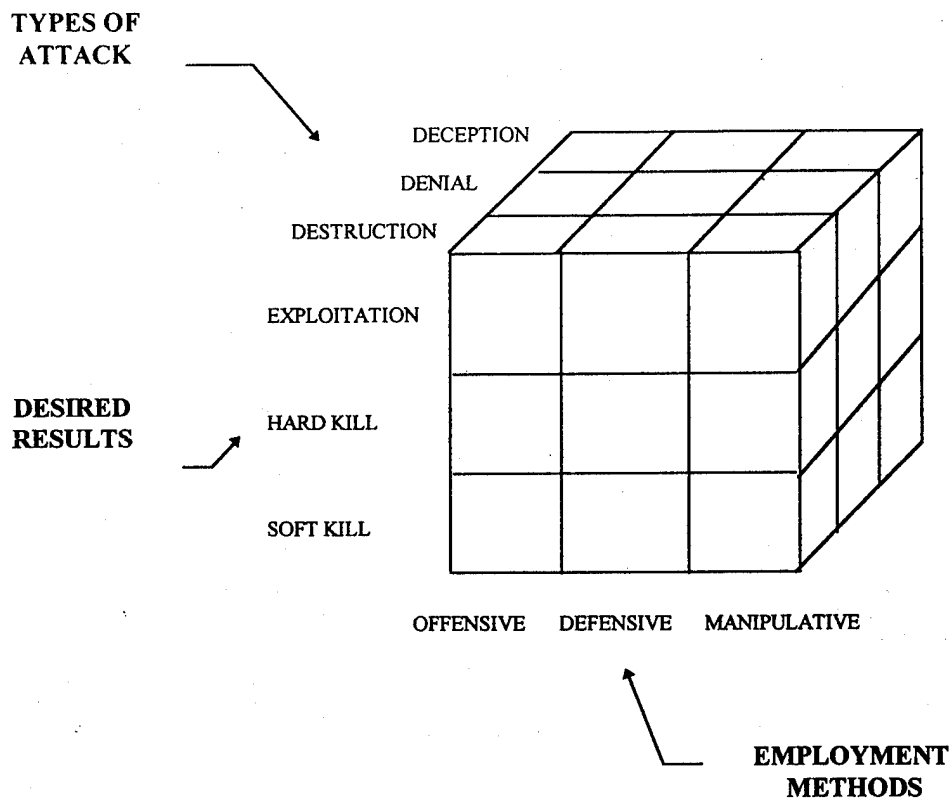 TYPES OF
ATTACK
DECEPTION
DENIAL
DESTRUCTION
EXPLOITATION
DESIRED
RESULTS
HARD KILL
SOFT KILL
OFFENSIVE DEFENSIVE MANIPULATIVE
EMPLOYMENT
METHODS